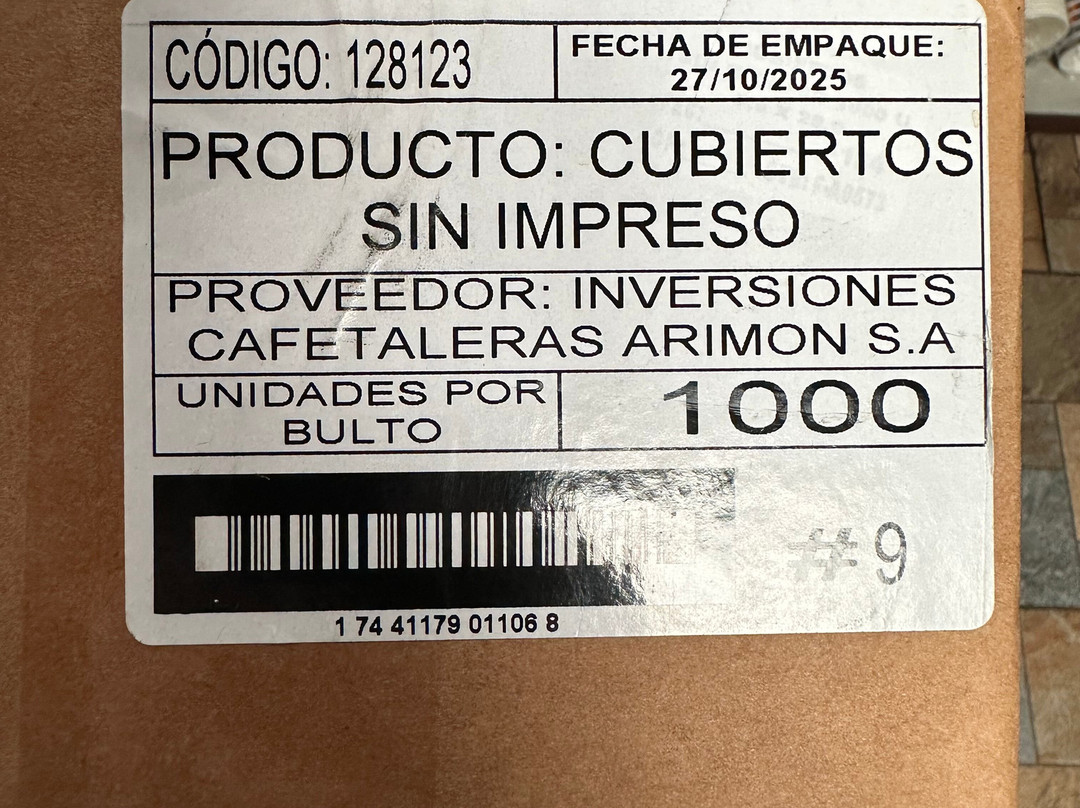 CÓDIGO: 128123
FECHA DE EMPAQUE:
27/10/2025
PRODUCTO: CUBIERTOS
SIN IMPRESO
PROVEEDOR: INVERSIONES
CAFETALERAS ARIMON S.A
UNIDADES POR
BULTO
1000
#9
1 74 41179 01106 8